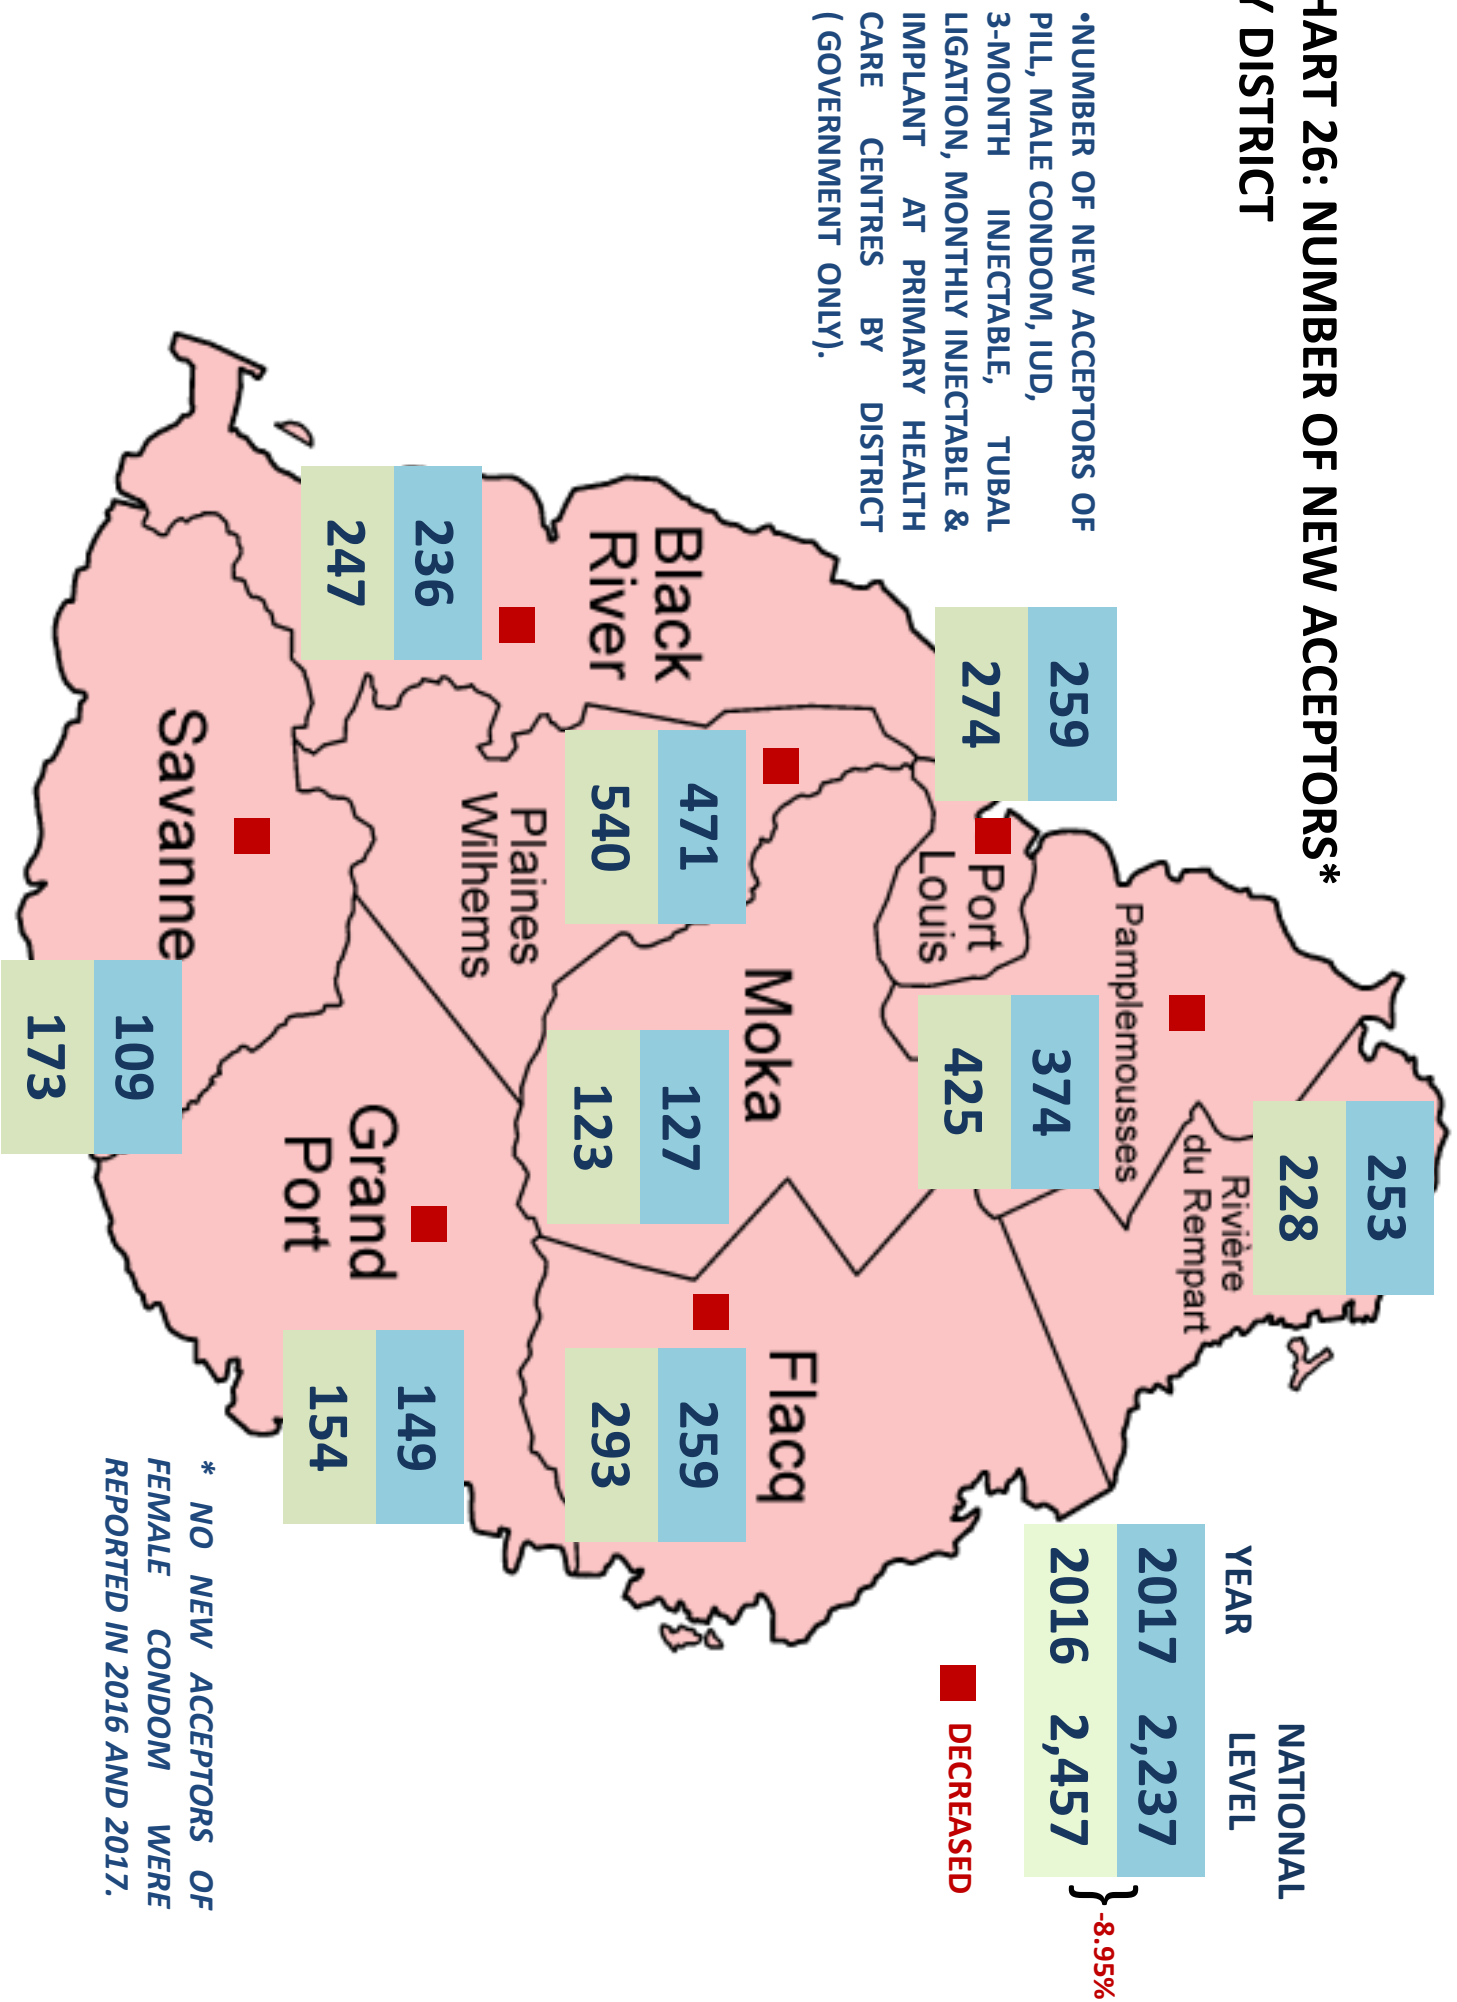 HART 26: NUMBER OF NEW ACCEPTORS*
Y DISTRICT
•NUMBER OF NEW ACCEPTORS OF
PILL, MALE CONDOM, IUD,
3-MONTH INJECTABLE, TUBAL
LIGATION, MONTHLY INJECTABLE &
IMPLANT AT PRIMARY HEALTH
CARE CENTRES BY DISTRICT
( GOVERNMENT ONLY).
NATIONAL
YEAR LEVEL
2017 2,237
2016 2,457
-8.95%
DECREASED
253
228
Rivière
du Rempart
Pamplemousses
374
425
259
274
Port
Louis
Moka
127
123
Flacq
259
293
Black
River
236
247
471
540
Plaines
Wilhems
Grand
Port
149
154
Savanne
109
173
* NO NEW ACCEPTORS OF
FEMALE CONDOM WERE
REPORTED IN 2016 AND 2017.